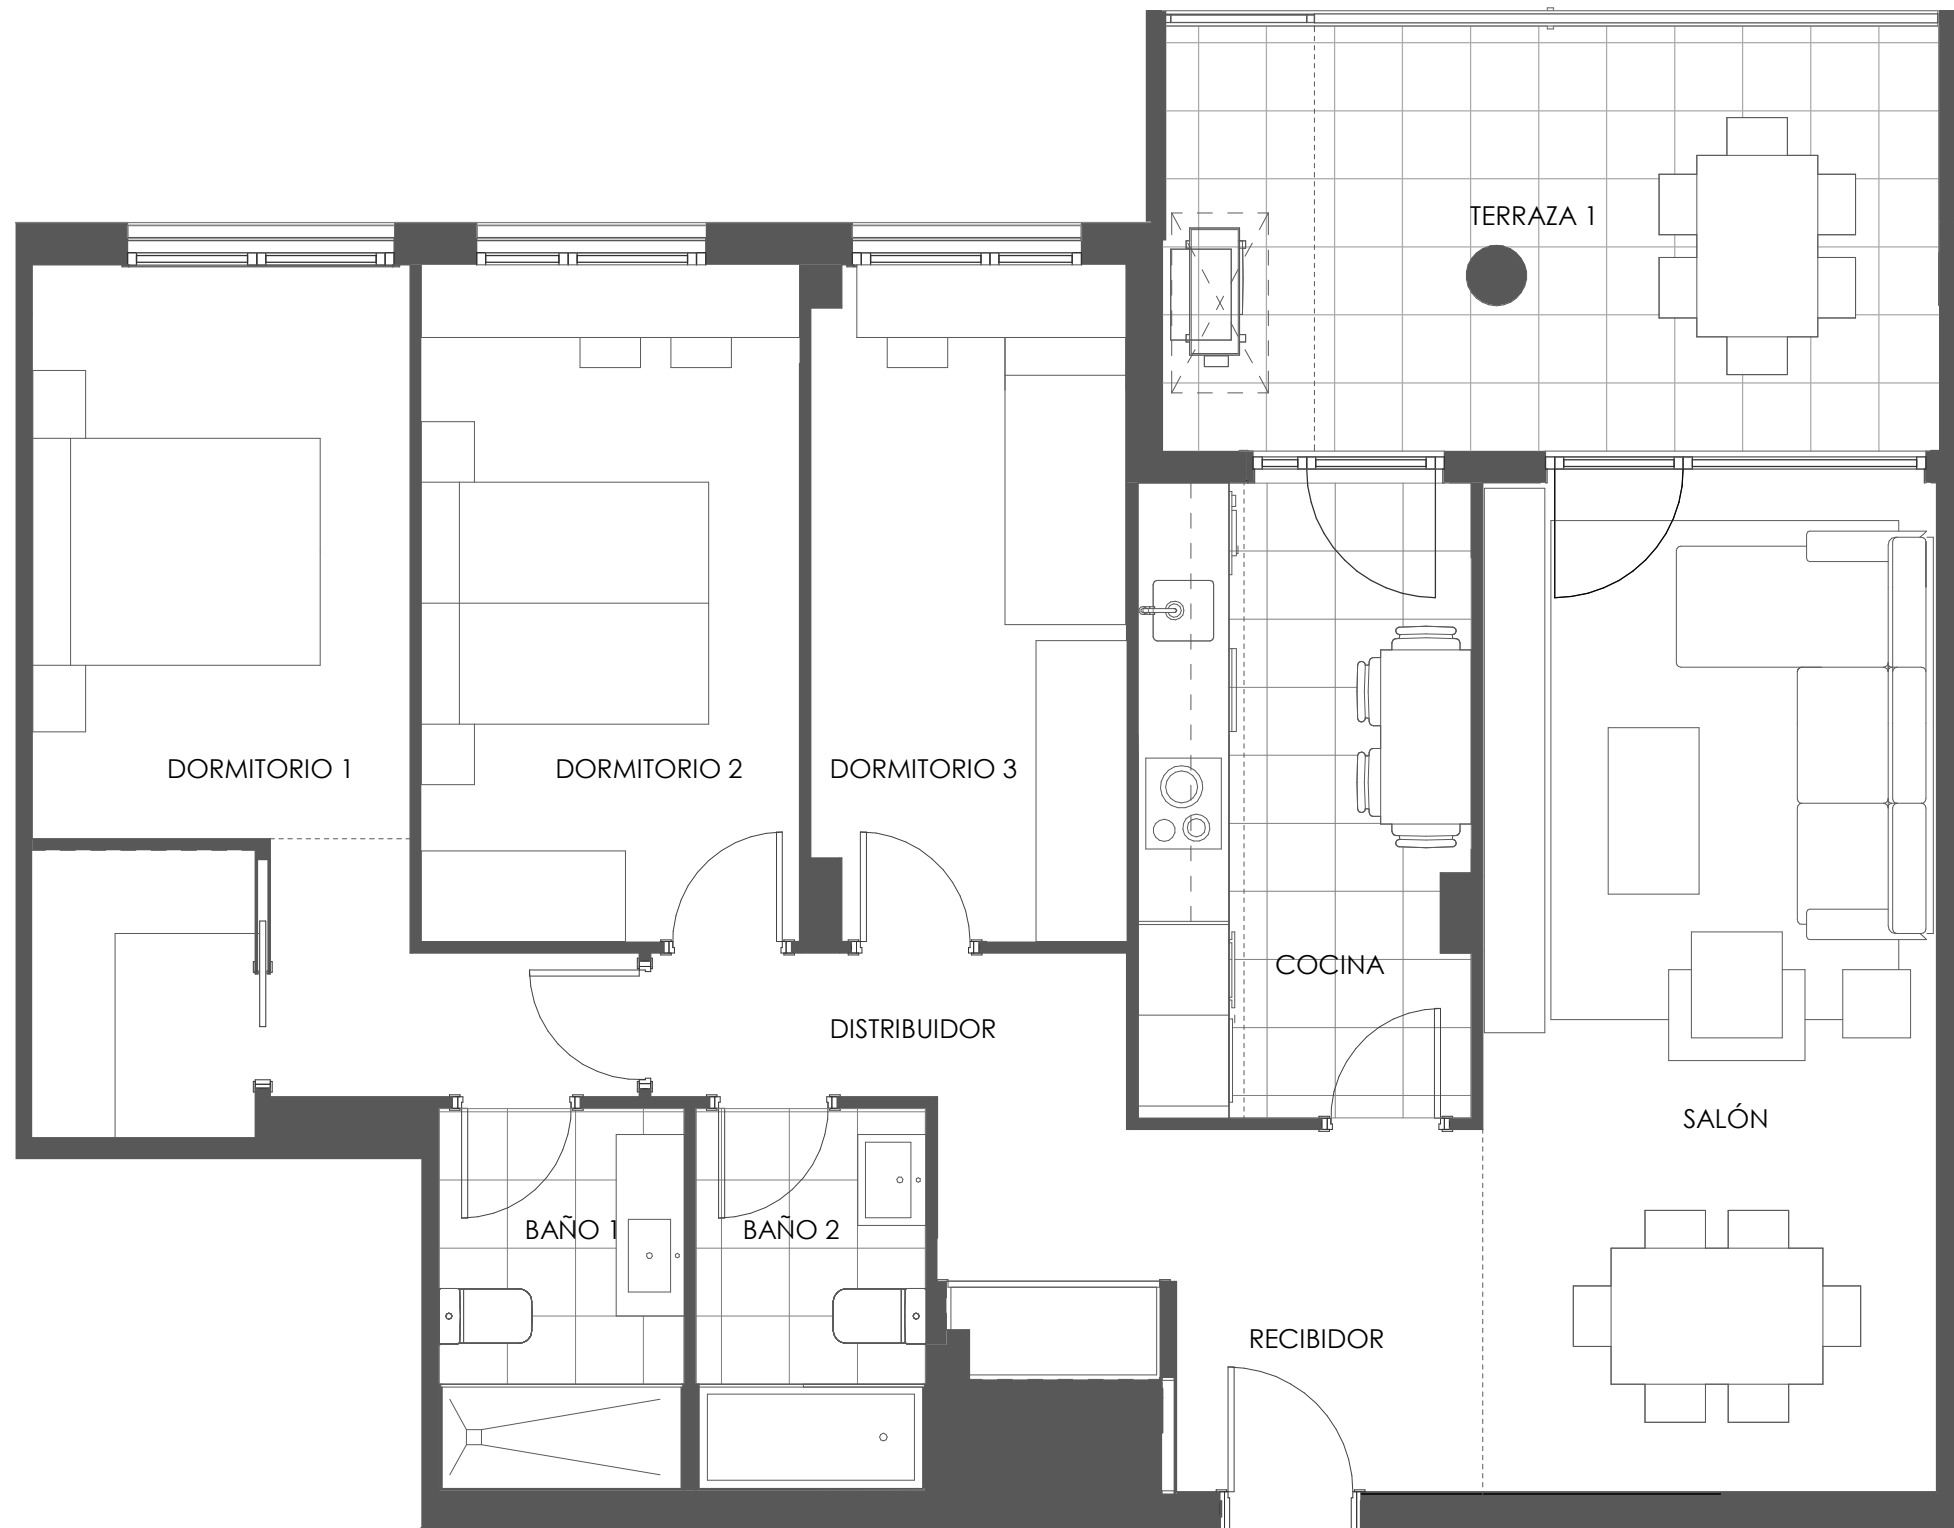 TERRAZA 1
DORMITORIO 1
DORMITORIO 2
DORMITORIO 3
COCINA
DISTRIBUIDOR
SALÓN
BAÑO 1
BAÑO 2
RECIBIDOR